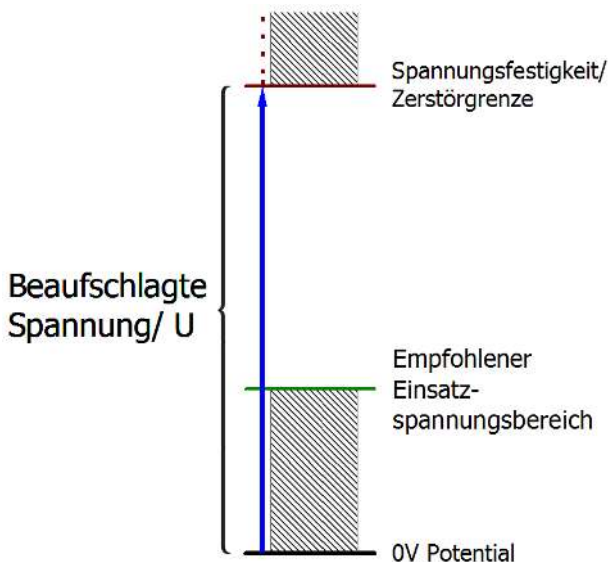 Spannungsfestigkeit/
Zerstörgrenze
Beaufschlagte
Spannung/ U
Empfohlener
Einsatz-
spannungsbereich
0V Potential